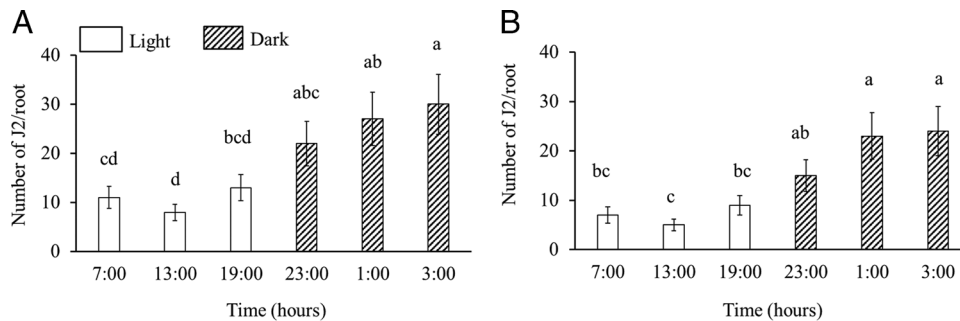 A
Light
Dark
Number of J2/root
40
30
20
10
0
cd
d
bcd
abc
ab
a
7:00 13:00 19:00 23:00 1:00 3:00
Time (hours)
B
Number of J2/root
40
30
20
10
0
bc
c
bc
ab
a
a
7:00 13:00 19:00 23:00 1:00 3:00
Time (hours)